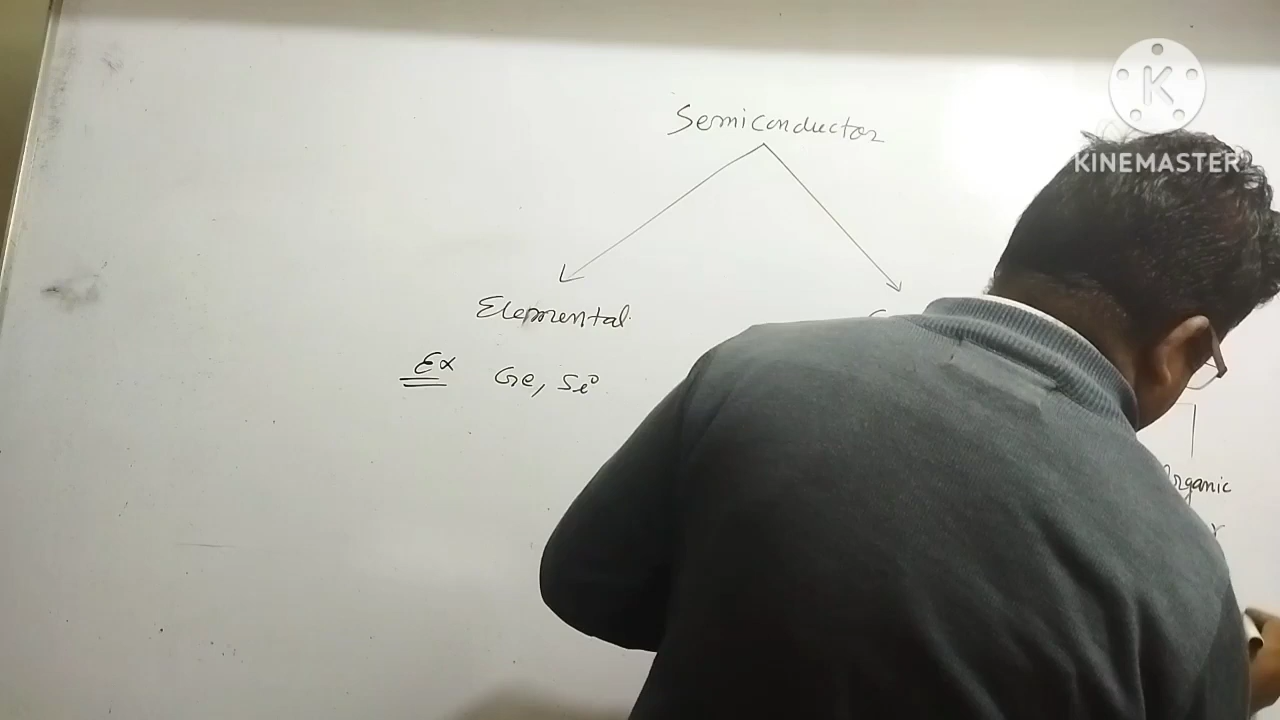 Semiconductor
KINEMASTER
Elemental
Ex Ge, Si
Organic